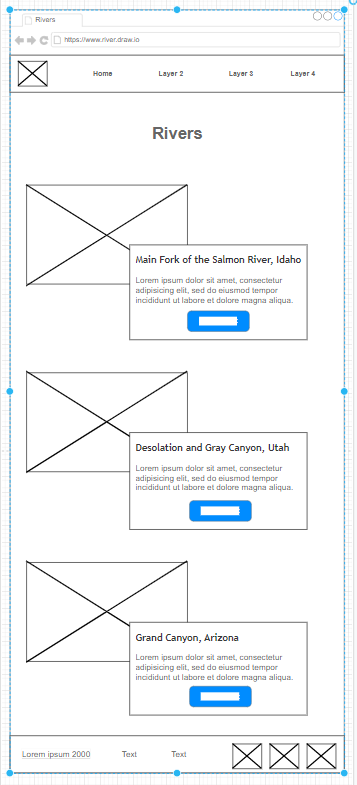 Rivers
https://www.river.draw.io
Home Layer 2 Layer 3 Layer 4
Rivers
Main Fork of the Salmon River, Idaho
Lorem ipsum dolor sit amet, consectetur
adipisicing elit, sed do eiusmod tempor
incididunt ut labore et dolore magna aliqua.
Desolation and Gray Canyon, Utah
Lorem ipsum dolor sit amet, consectetur
adipisicing elit, sed do eiusmod tempor
incididunt ut labore et dolore magna aliqua.
Grand Canyon, Arizona
Lorem ipsum dolor sit amet, consectetur
adipisicing elit, sed do eiusmod tempor
incididunt ut labore et dolore magna aliqua.
Lorem ipsum 2000 Text Text